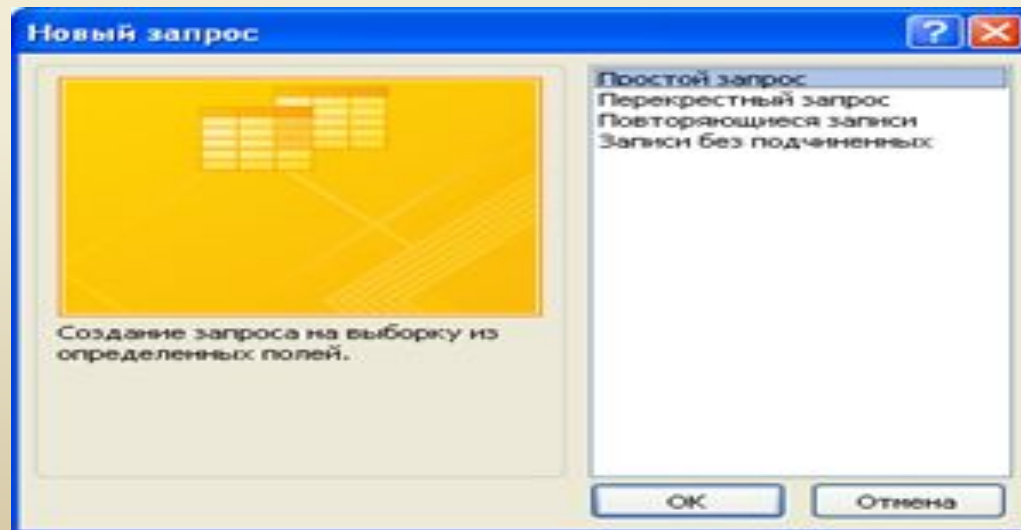 Новый запрос
Простой запрос
Перекрестный запрос
Повторяющиеся записи
Записи без подчиненных
Создание запроса на выборку из
определенных полей.
ОК
Отмена